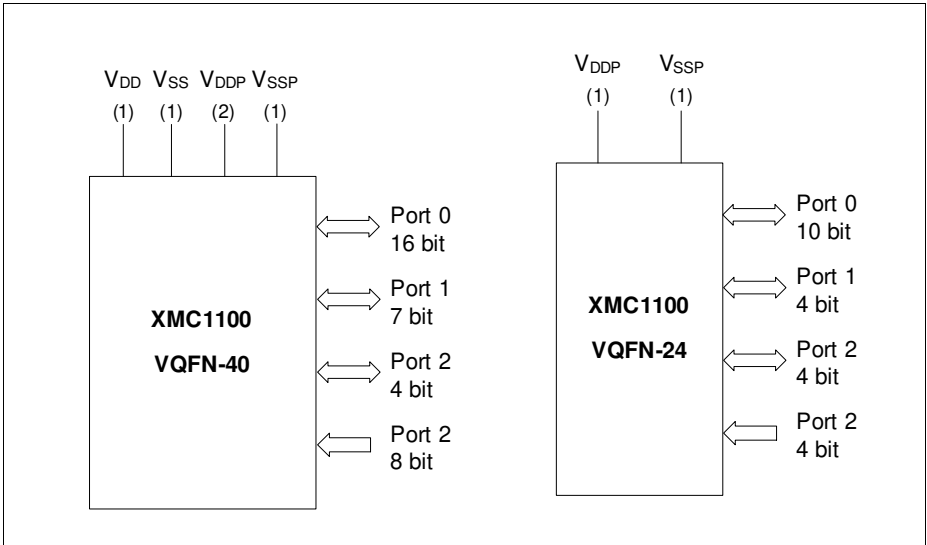 VDD VSS VDDP VSSP
(1) (1) (2) (1)
Port 0
16 bit
Port 1
7 bit
XMC1100
VQFN-40
Port 2
4 bit
Port 2
8 bit
VDDP VSSP
(1) (1)
Port 0
10 bit
Port 1
4 bit
XMC1100
VQFN-24
Port 2
4 bit
Port 2
4 bit